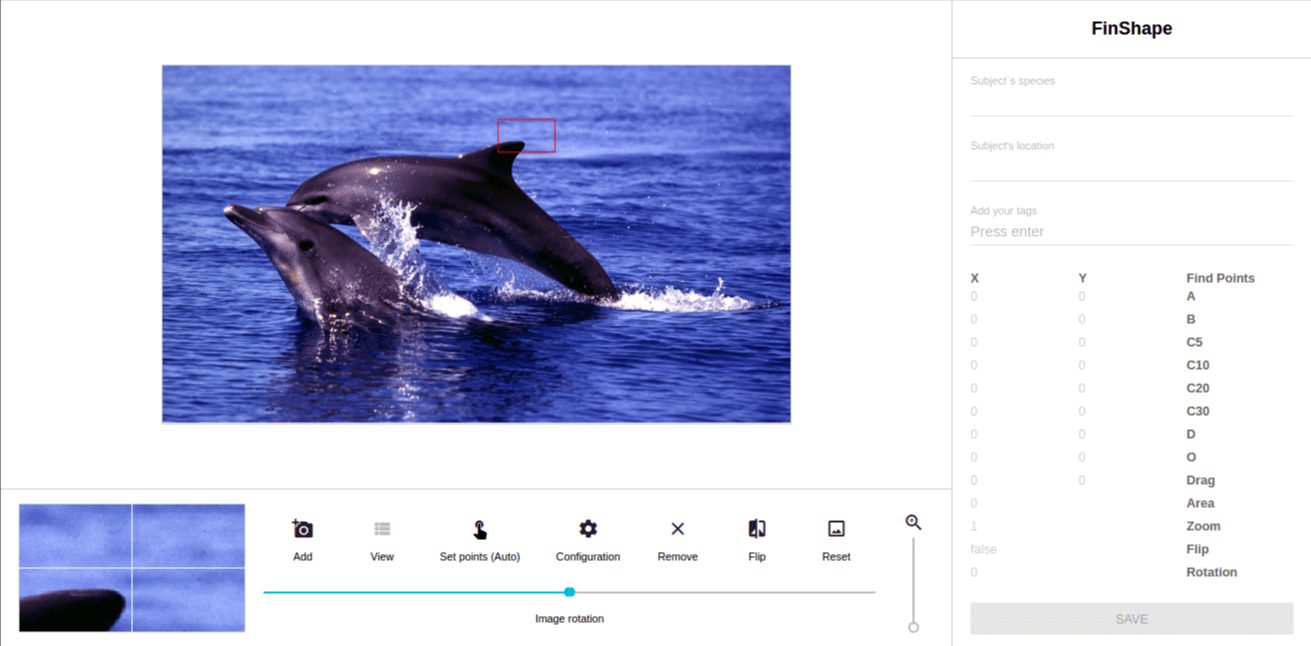 FinShape
Subject`s species
Subject's location
Add your tags
Press enter
X Y Find Points
0 0 A
0 0 B
0 0 C5
0 0 C10
0 0 C20
0 0 C30
0 0 D
0 0 O
0 0 Drag
0 Area
1 Zoom
false Flip
0 Rotation
SAVE
Add View Set points (Auto) Configuration Remove Flip Reset
Image rotation